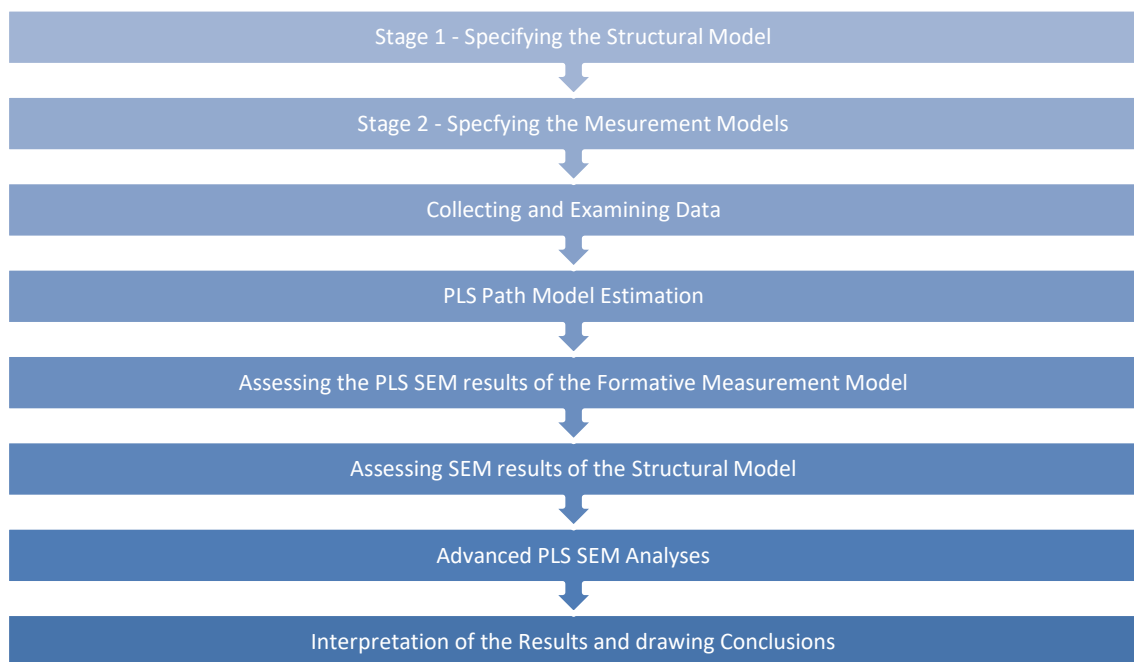 Stage 1 - Specifying the Structural Model
Stage 2 - Specfying the Mesurement Models
Collecting and Examining Data
PLS Path Model Estimation
Assessing the PLS SEM results of the Formative Measurement Model
Assessing SEM results of the Structural Model
Advanced PLS SEM Analyses
Interpretation of the Results and drawing Conclusions